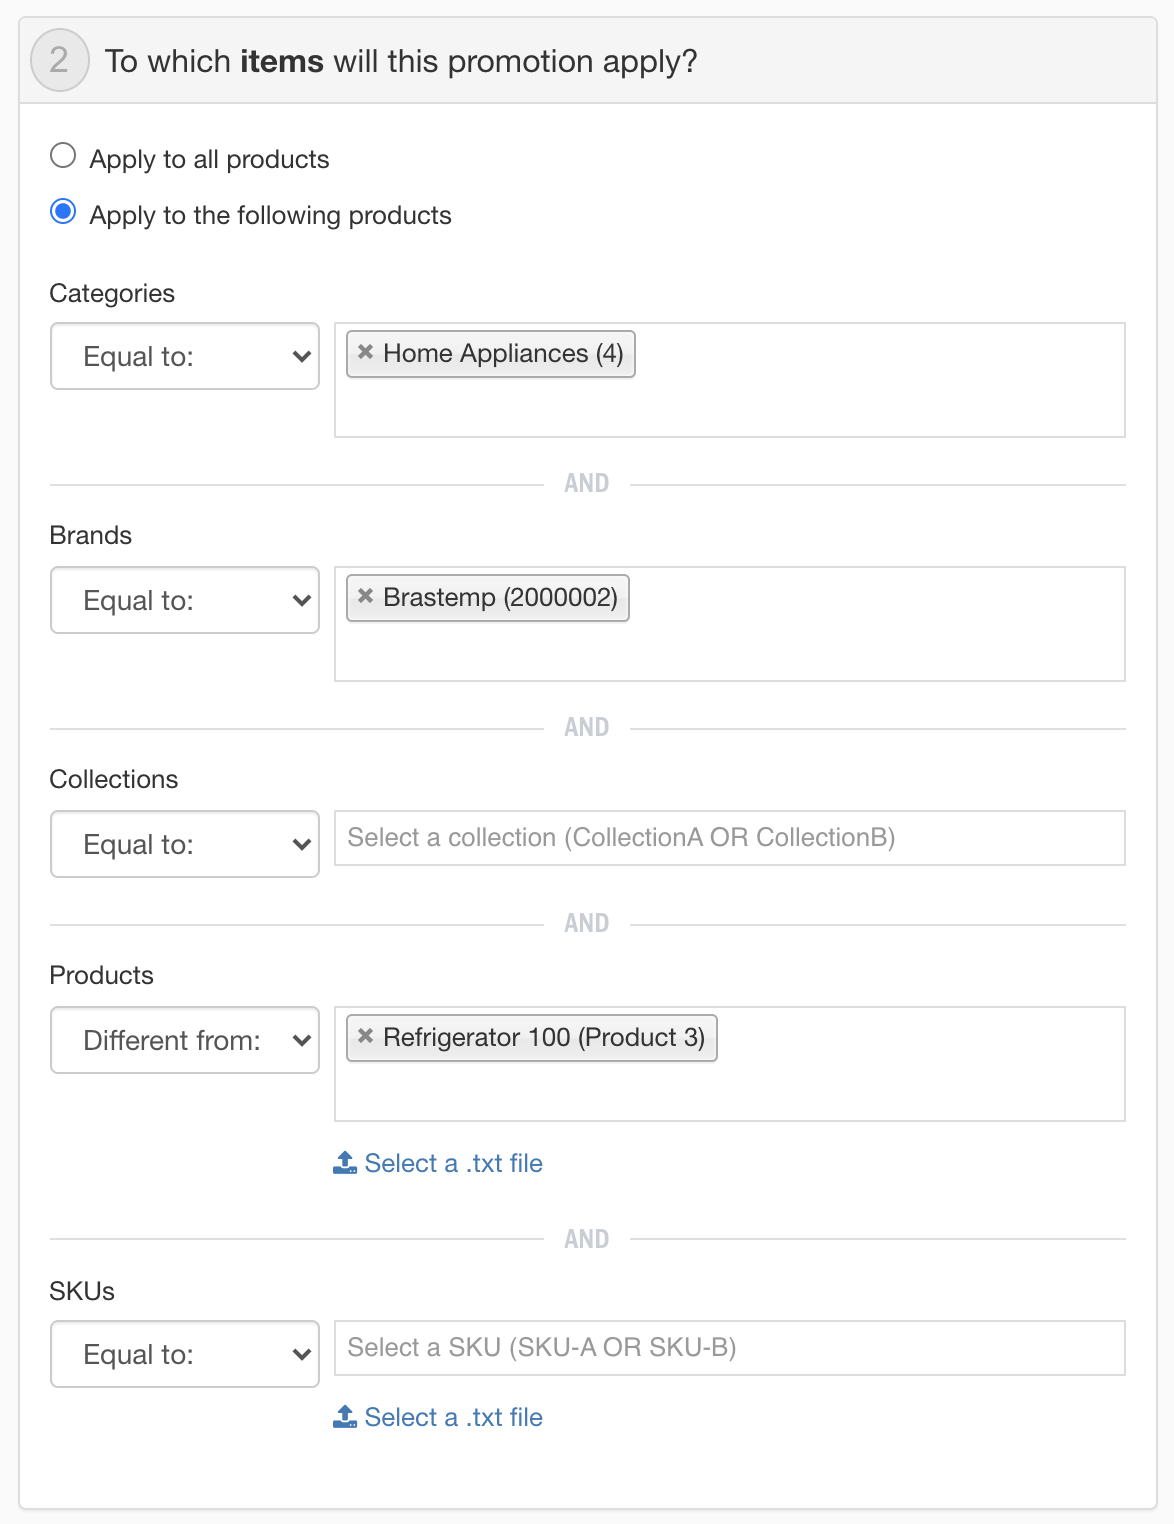 2 To which items will this promotion apply?
Apply to all products
Apply to the following products
Categories
Equal to:
Home Appliances (4)
AND
Brands
Equal to:
Brastemp (2000002)
AND
Collections
Equal to:
Select a collection (CollectionA OR CollectionB)
AND
Products
Different from:
Refrigerator 100 (Product 3)
Select a .txt file
AND
SKUs
Equal to:
Select a SKU (SKU-A OR SKU-B)
Select a .txt file